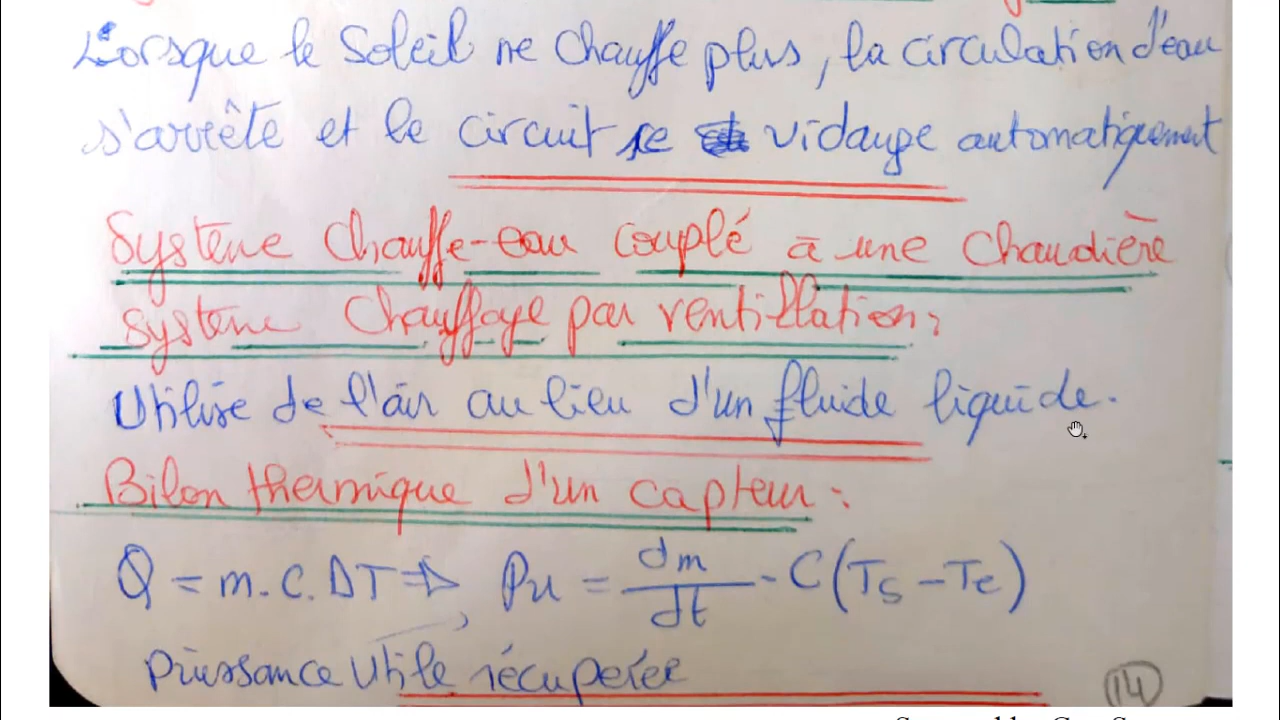 Lorsque le Soleil ne chauffe plus, la circulation d'eau
s'arrête et le circuit se vidange automatiquement
Système chauffe-eau couplé à une chaudière
Système chauffage par ventillation:
Utilise de l'air au lieu d'un fluide liquide.
Bilan thermique d'un capteur:
Q = m.C.ΔT ⇒ Pu = dm/dt · C(Ts - Te)
Puissance Utile récuperée
14